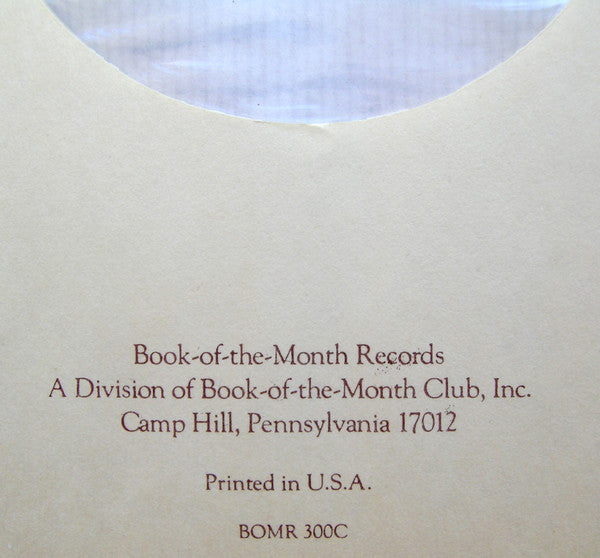 Book-of-the-Month Records
A Division of Book-of-the-Month Club, Inc.
Camp Hill, Pennsylvania 17012
Printed in U.S.A.
BOMR 300C